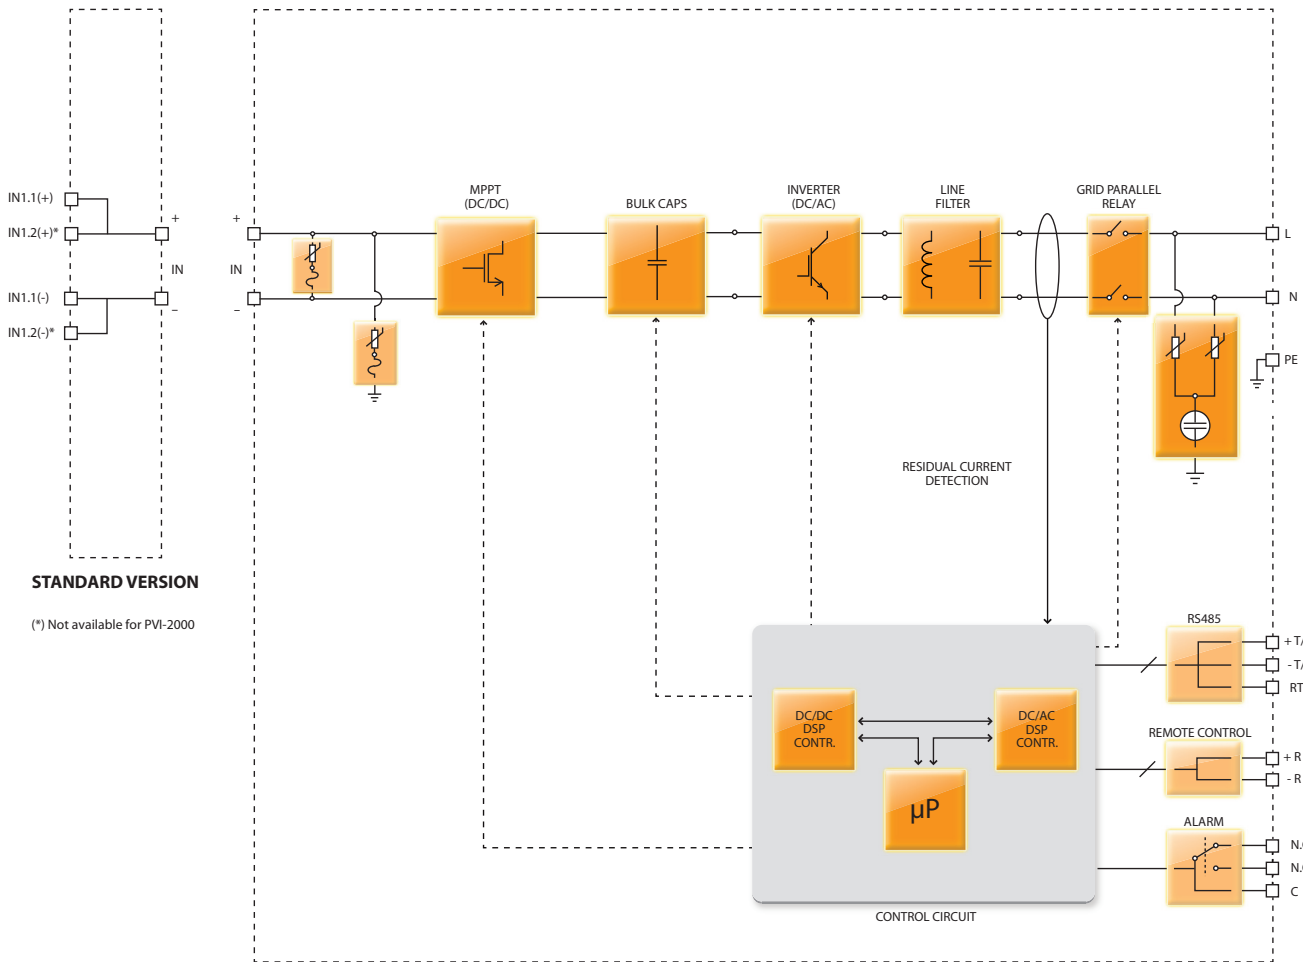 MPPT
(DC/DC)
BULK CAPS
INVERTER
(DC/AC)
LINE
FILTER
GRID PARALLEL
RELAY
IN1.1(+)
IN1.2(+)*
+
+
IN
IN
IN1.1(-)
IN1.2(-)*
–
–
L
N
PE
RESIDUAL CURRENT
DETECTION
STANDARD VERSION
(*) Not available for PVI-2000
RS485
+ T/
- T/
RT
DC/DC
DSP
CONTR.
DC/AC
DSP
CONTR.
µP
REMOTE CONTROL
+ R
- R
ALARM
N.
N.
C
CONTROL CIRCUIT